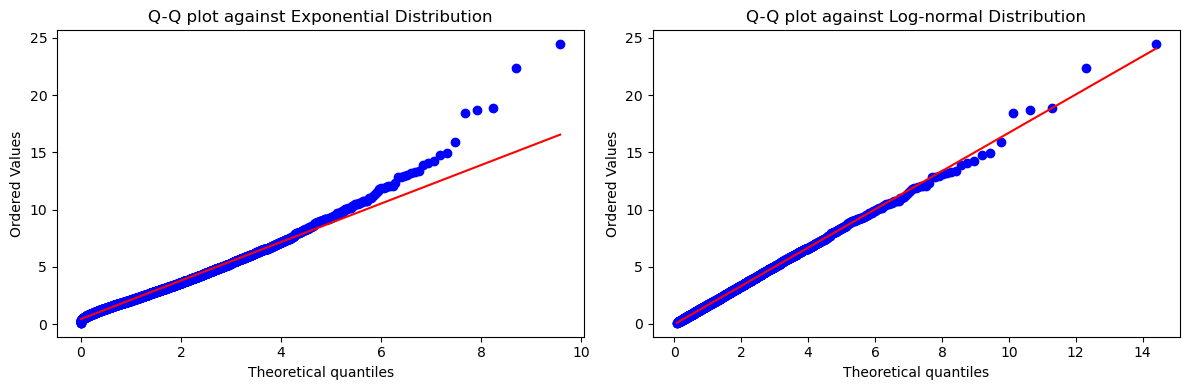 Q-Q plot against Exponential Distribution
25
20
15
10
5
0
Ordered Values
0 2 4 6 8 10
Theoretical quantiles
Q-Q plot against Log-normal Distribution
25
20
15
10
5
0
Ordered Values
0 2 4 6 8 10 12 14
Theoretical quantiles